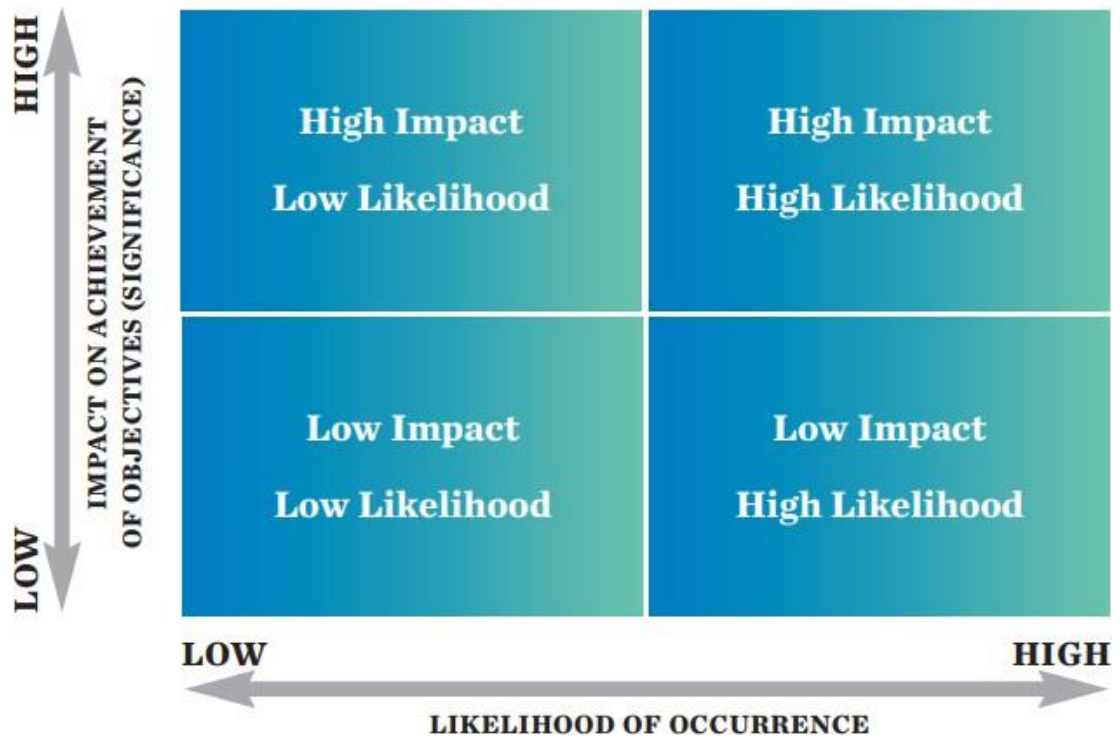 HIGH
IMPACT ON ACHIEVEMENT
OF OBJECTIVES (SIGNIFICANCE)
LOW
High Impact
Low Likelihood
High Impact
High Likelihood
Low Impact
Low Likelihood
Low Impact
High Likelihood
LOW
HIGH
LIKELIHOOD OF OCCURRENCE